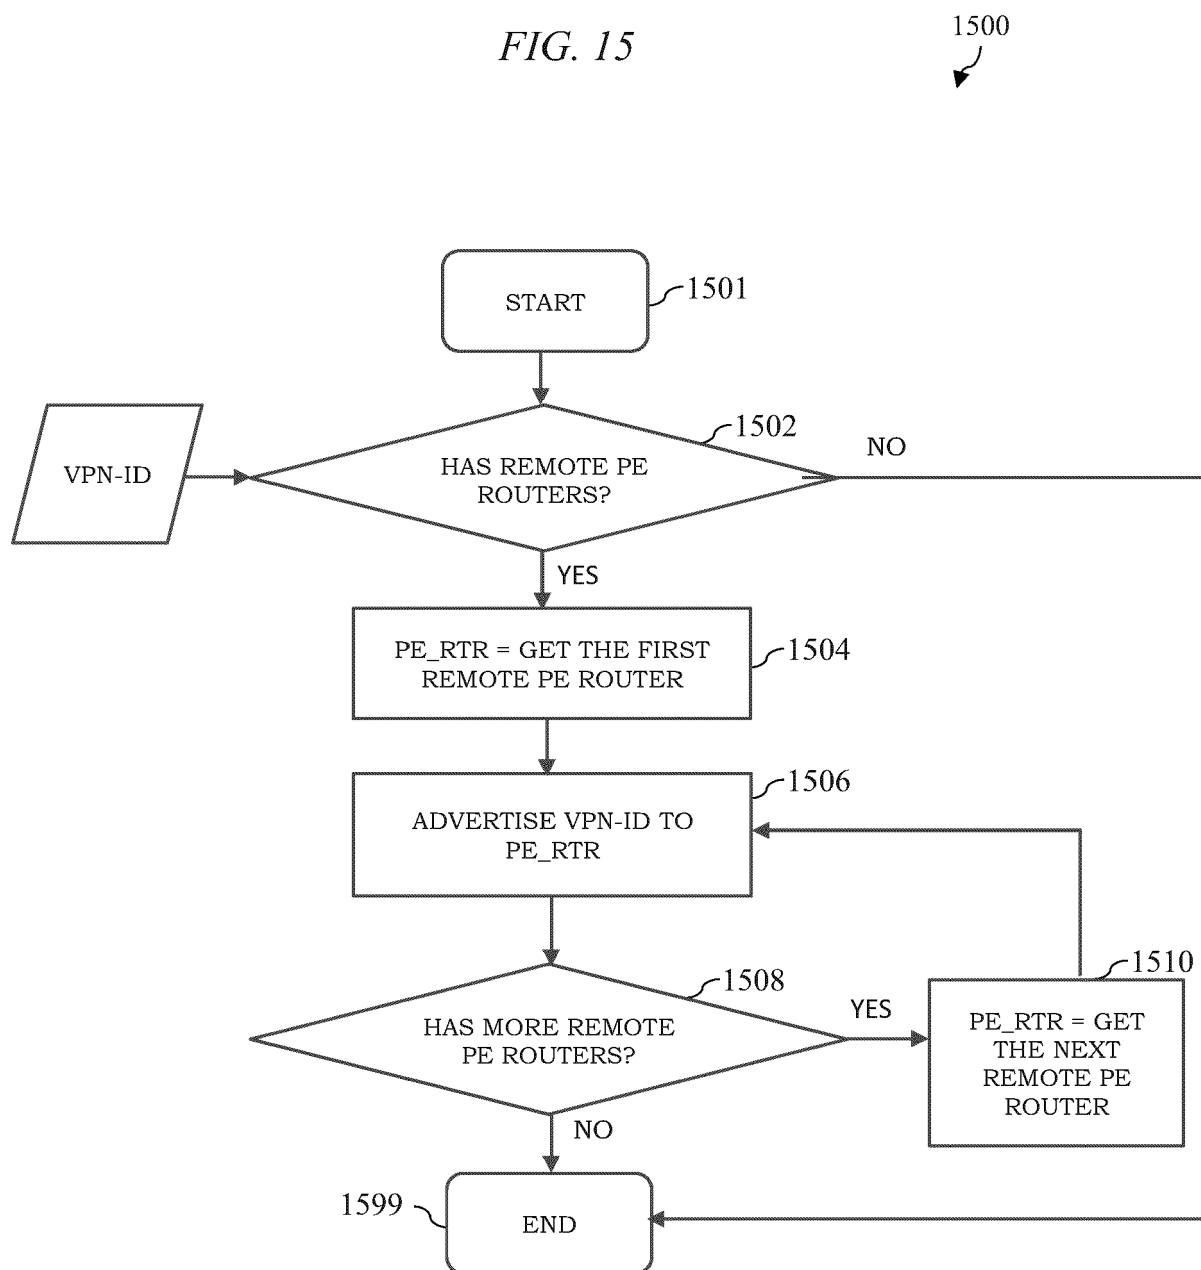 FIG. 15
1500
START
1501
1502
VPN-ID
HAS REMOTE PE
ROUTERS?
NO
YES
PE_RTR = GET THE FIRST
REMOTE PE ROUTER
1504
1506
ADVERTISE VPN-ID TO
PE_RTR
1508
HAS MORE REMOTE
PE ROUTERS?
YES
1510
PE_RTR = GET
THE NEXT
REMOTE PE
ROUTER
NO
1599
END